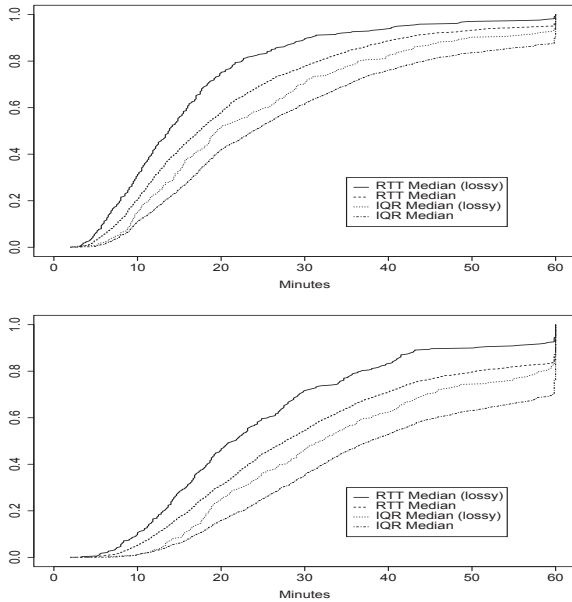 1.0
0.8
0.6
0.4
0.2
0.0
RTT Median (lossy)
RTT Median
IQR Median (lossy)
IQR Median
0 10 20 30 40 50 60
Minutes
1.0
0.8
0.6
0.4
0.2
0.0
RTT Median (lossy)
RTT Median
IQR Median (lossy)
IQR Median
0 10 20 30 40 50 60
Minutes